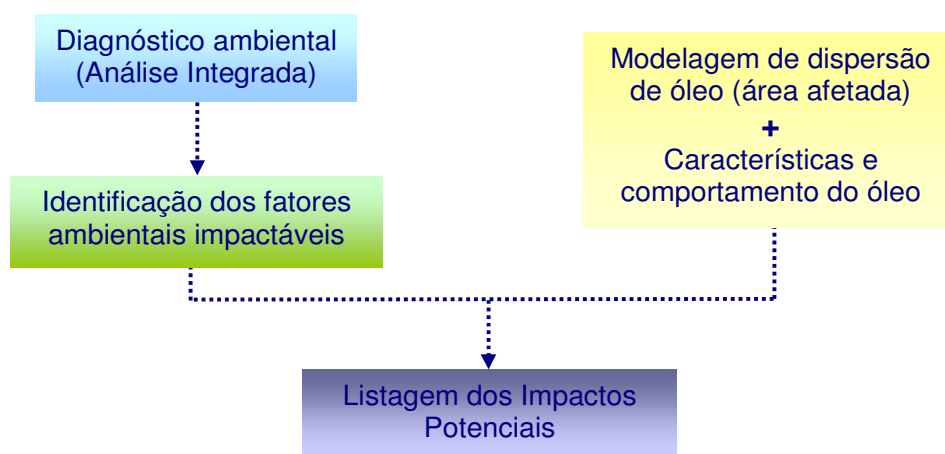 Diagnóstico ambiental
(Análise Integrada)
Modelagem de dispersão
de óleo (área afetada)
+
Características e
comportamento do óleo
Identificação dos fatores
ambientais impactáveis
Listagem dos Impactos
Potenciais